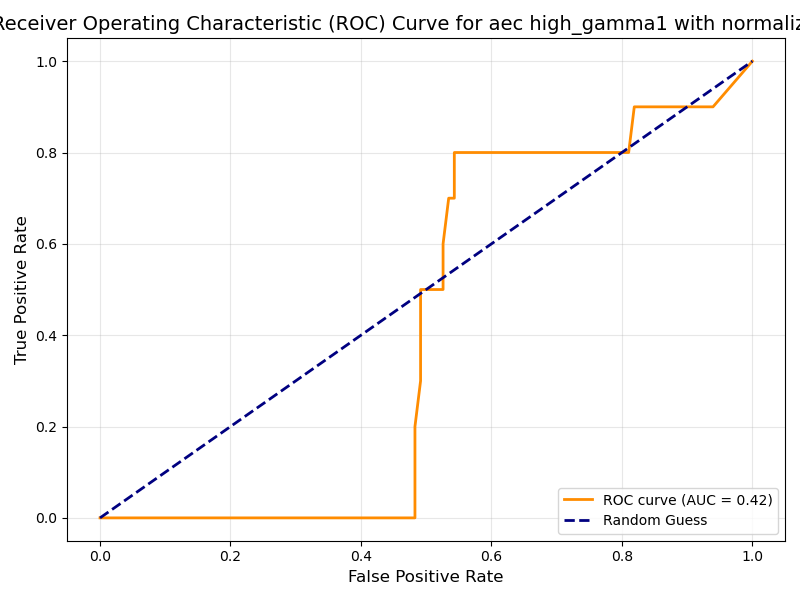 Receiver Operating Characteristic (ROC) Curve for aec high_gamma1 with normaliz
1.0
0.8
0.6
0.4
0.2
0.0
True Positive Rate
0.0 0.2 0.4 0.6 0.8 1.0
False Positive Rate
ROC curve (AUC = 0.42)
Random Guess